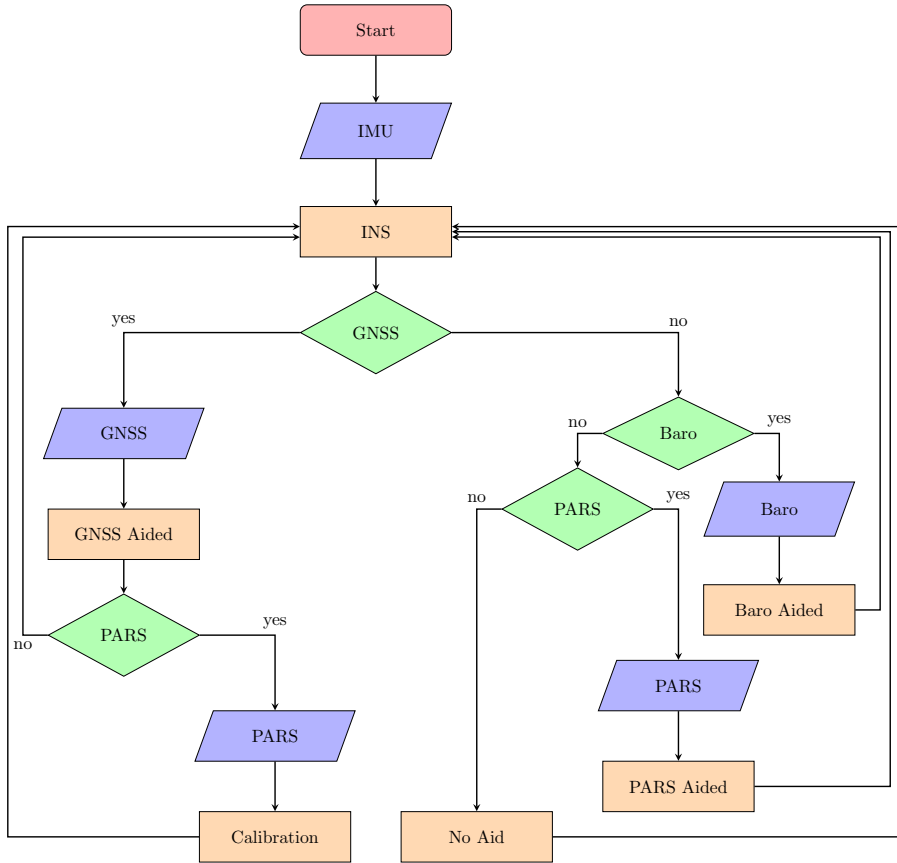 Start
IMU
INS
yes
GNSS
no
GNSS
no
Baro
yes
GNSS Aided
no
PARS
yes
Baro
Baro Aided
no
PARS
yes
PARS
PARS
PARS Aided
Calibration
No Aid